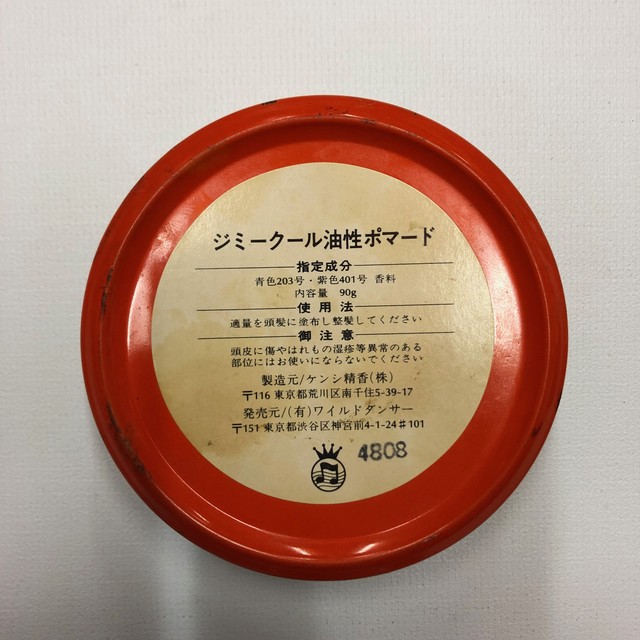 ジミークール油性ポマード
指定成分
青色203号・紫色401号 香料
内容量 90g
使用法
適量を頭髪に塗布し整髪してください
御注意
頭皮に傷やはれもの湿疹等異常のある
部位にはお使いにならないでください
製造元/ケンシ精香(株)
〒116 東京都荒川区南千住5-39-17
発売元/(有)ワイルドダンサー
〒151 東京都渋谷区神宮前4-1-24♯101
4808